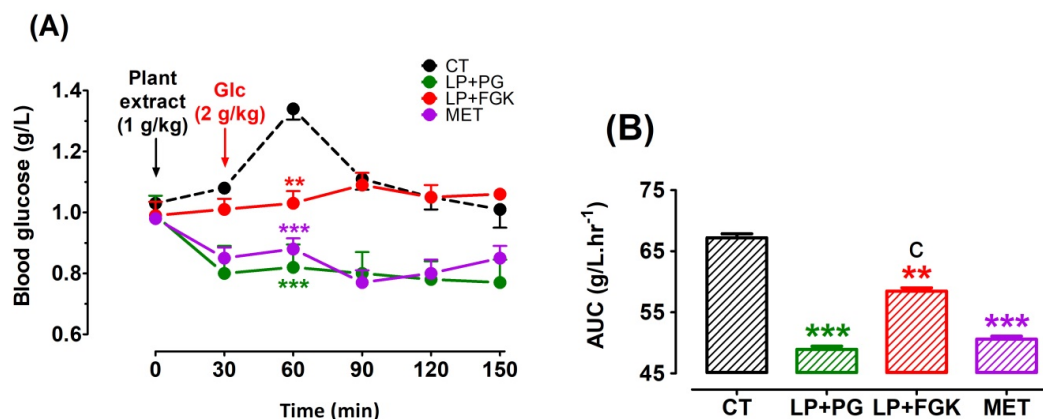 (A)
CT
LP+PG
LP+FGK
MET
Plant
extract
(1 g/kg)
Glc
(2 g/kg)
Blood glucose (g/L)
1.4
1.2
1.0
0.8
0.6
**
***
***
0 30 60 90 120 150
Time (min)
(B)
AUC (g/L.hr⁻¹)
75
65
55
45
C
**
***
***
CT LP+PG LP+FGK MET